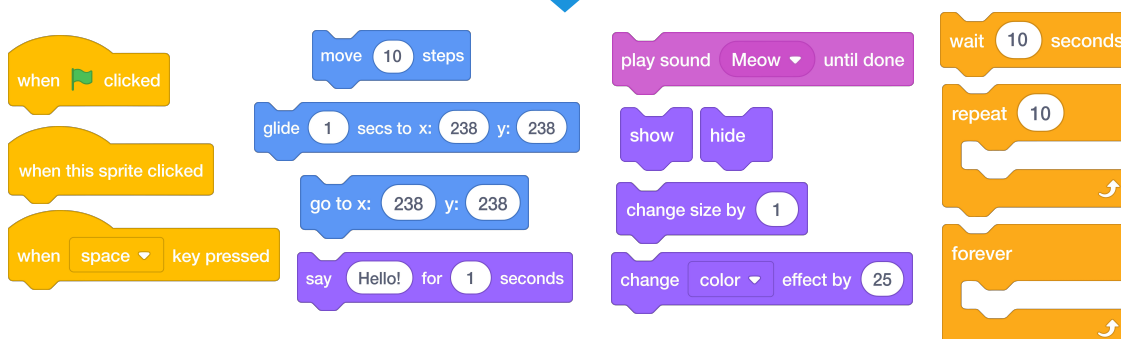 when clicked
when this sprite clicked
when space key pressed
move 10 steps
glide 1 secs to x: 238 y: 238
go to x: 238 y: 238
say Hello! for 1 seconds
play sound Meow until done
show
hide
change size by 1
change color effect by 25
wait 10 seconds
repeat 10
forever